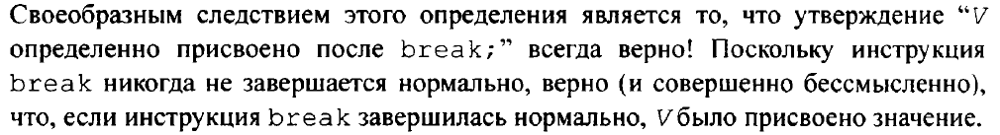 Своеобразным следствием этого определения является то, что утверждение “V
определенно присвоено после break;” всегда верно! Поскольку инструкция
break никогда не завершается нормально, верно (и совершенно бессмысленно),
что, если инструкция break завершилась нормально, V было присвоено значение.